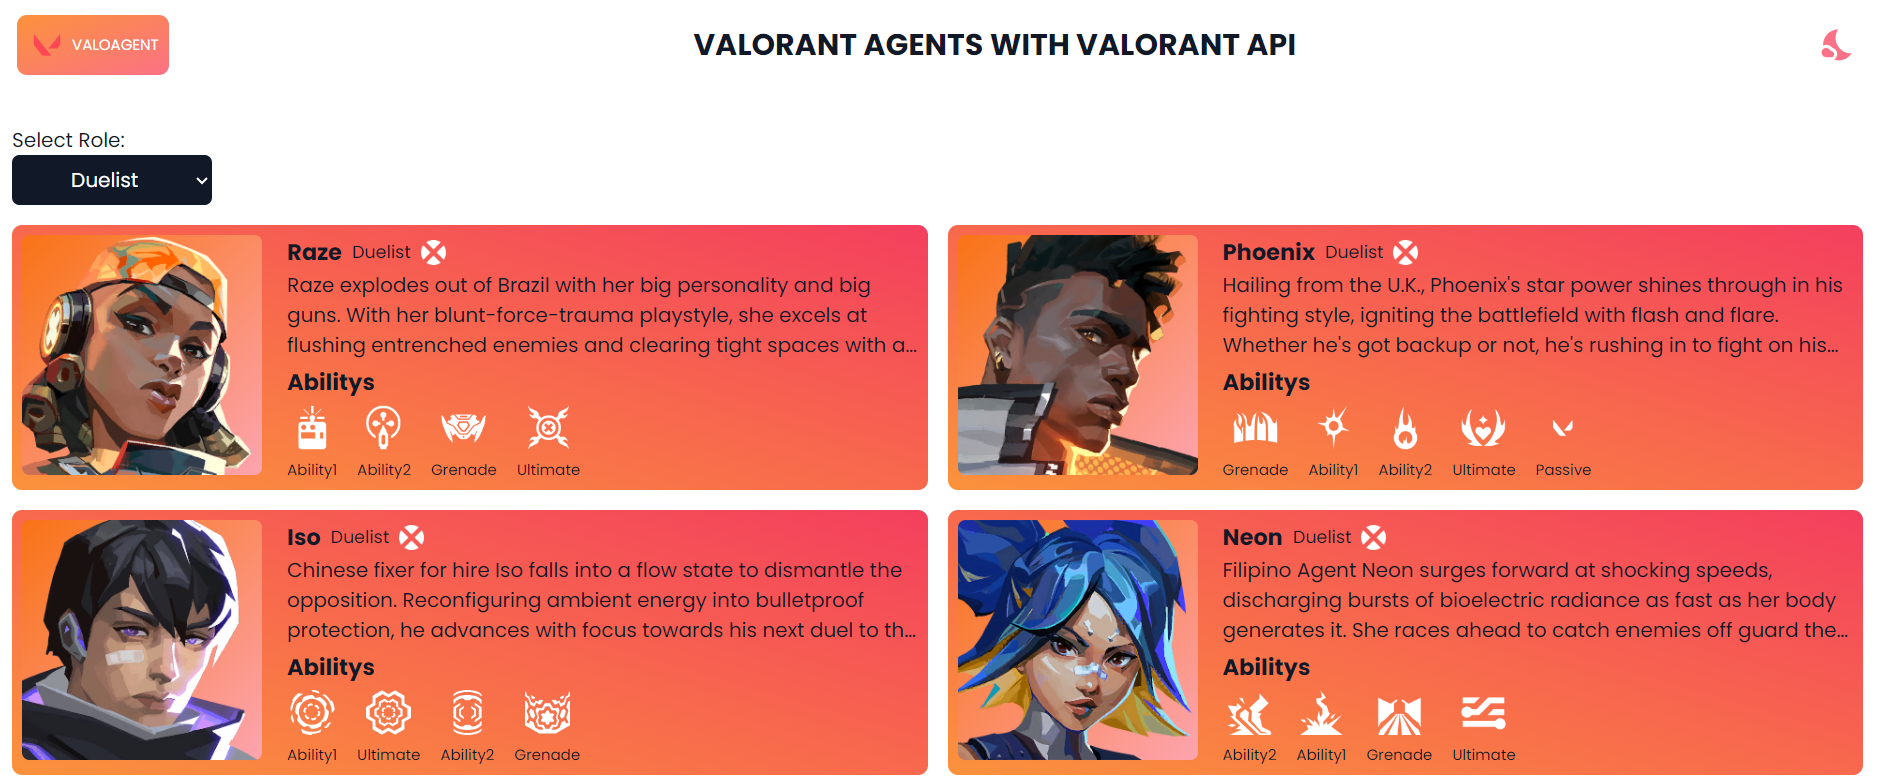 VALOAGENT
VALORANT AGENTS WITH VALORANT API
Select Role:
Duelist
Raze Duelist
Raze explodes out of Brazil with her big personality and big
guns. With her blunt-force-trauma playstyle, she excels at
flushing entrenched enemies and clearing tight spaces with a...
Abilitys
Ability1 Ability2 Grenade Ultimate
Phoenix Duelist
Hailing from the U.K., Phoenix's star power shines through in his
fighting style, igniting the battlefield with flash and flare.
Whether he's got backup or not, he's rushing in to fight on his...
Abilitys
Grenade Ability1 Ability2 Ultimate Passive
Iso Duelist
Chinese fixer for hire Iso falls into a flow state to dismantle the
opposition. Reconfiguring ambient energy into bulletproof
protection, he advances with focus towards his next duel to th...
Abilitys
Ability1 Ultimate Ability2 Grenade
Neon Duelist
Filipino Agent Neon surges forward at shocking speeds,
discharging bursts of bioelectric radiance as fast as her body
generates it. She races ahead to catch enemies off guard the...
Abilitys
Ability2 Ability1 Grenade Ultimate